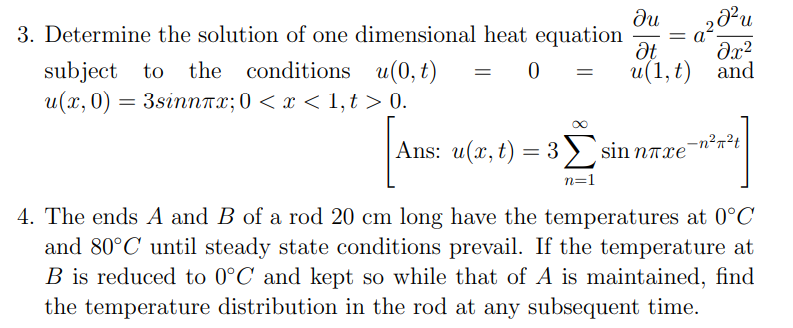 3. Determine the solution of one dimensional heat equation ∂u/∂t = a²∂²u/∂x²
subject to the conditions u(0, t) = 0 = u(1, t) and
u(x, 0) = 3sinnπx; 0 < x < 1, t > 0.
[Ans: u(x, t) = 3 ∑_{n=1}^{∞} sin nπxe^{−n²π²t}]
4. The ends A and B of a rod 20 cm long have the temperatures at 0°C
and 80°C until steady state conditions prevail. If the temperature at
B is reduced to 0°C and kept so while that of A is maintained, find
the temperature distribution in the rod at any subsequent time.